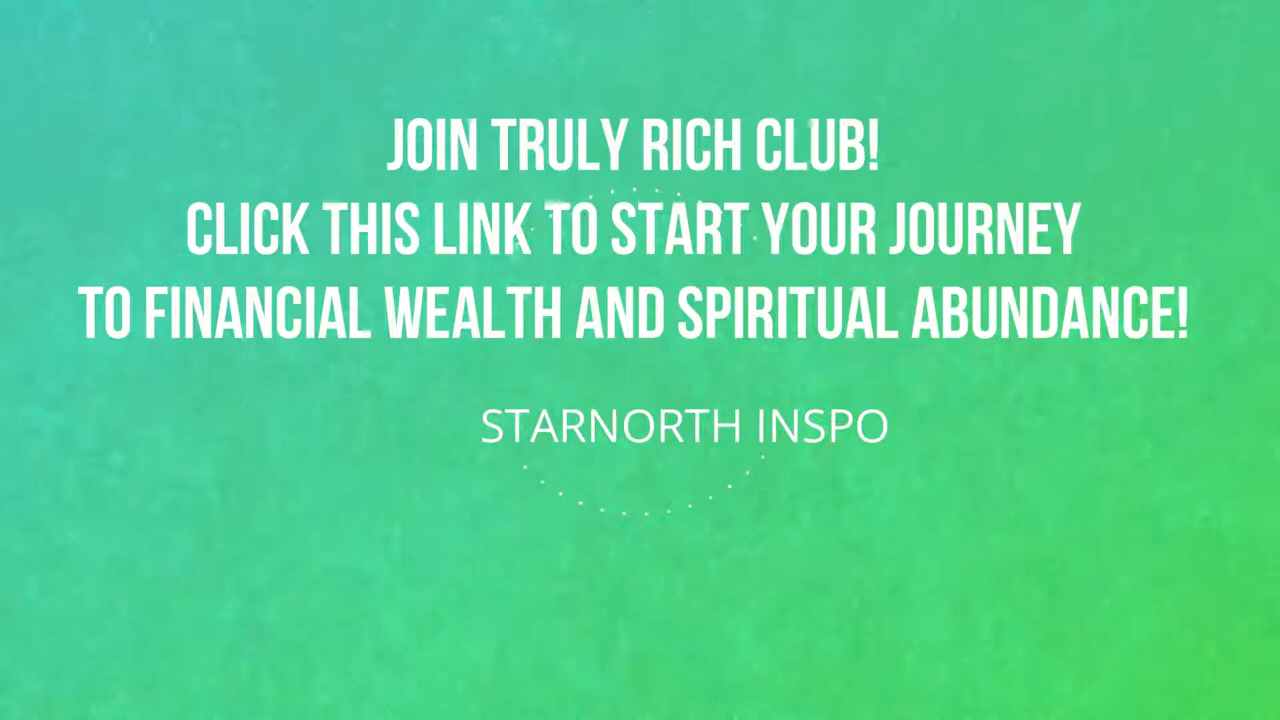 JOIN TRULY RICH CLUB!
CLICK THIS LINK TO START YOUR JOURNEY
TO FINANCIAL WEALTH AND SPIRITUAL ABUNDANCE!
STARNORTH INSPO